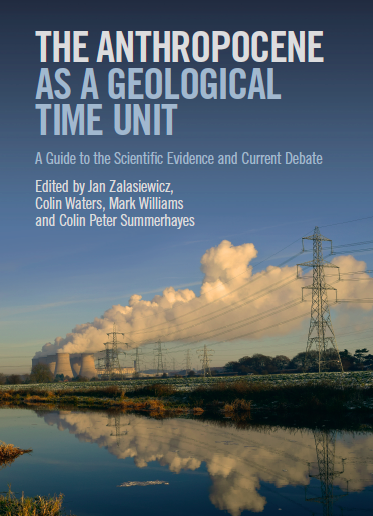 THE ANTHROPOCENE
AS A GEOLOGICAL
TIME UNIT
A Guide to the Scientific Evidence and Current Debate
Edited by Jan Zalasiewicz,
Colin Waters, Mark Williams
and Colin Peter Summerhayes